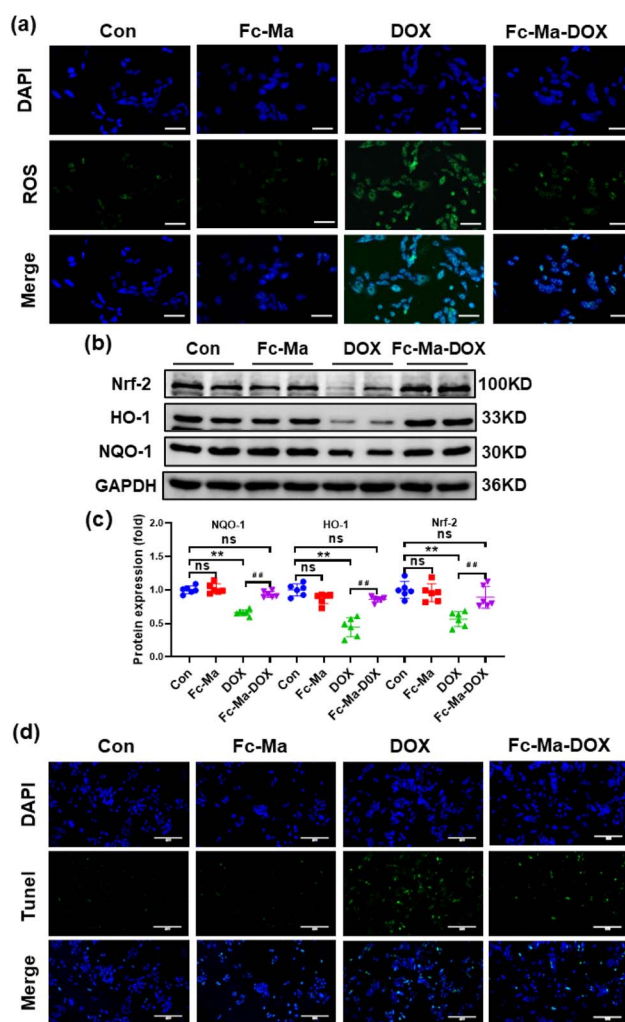 (a)
Con Fc-Ma DOX Fc-Ma-DOX
DAPI
ROS
Merge
(b)
Con Fc-Ma DOX Fc-Ma-DOX
Nrf-2 100KD
HO-1 33KD
NQO-1 30KD
GAPDH 36KD
(c)
NQO-1 HO-1 Nrf-2
ns ns ns
** ** **
ns ## ns ## ns ##
Protein expression (fold)
2.0
1.5
1.0
0.5
0.0
Con Fc-Ma DOX Fc-Ma-DOX Con Fc-Ma DOX Fc-Ma-DOX Con Fc-Ma DOX Fc-Ma-DOX
(d)
Con Fc-Ma DOX Fc-Ma-DOX
DAPI
Tunel
Merge